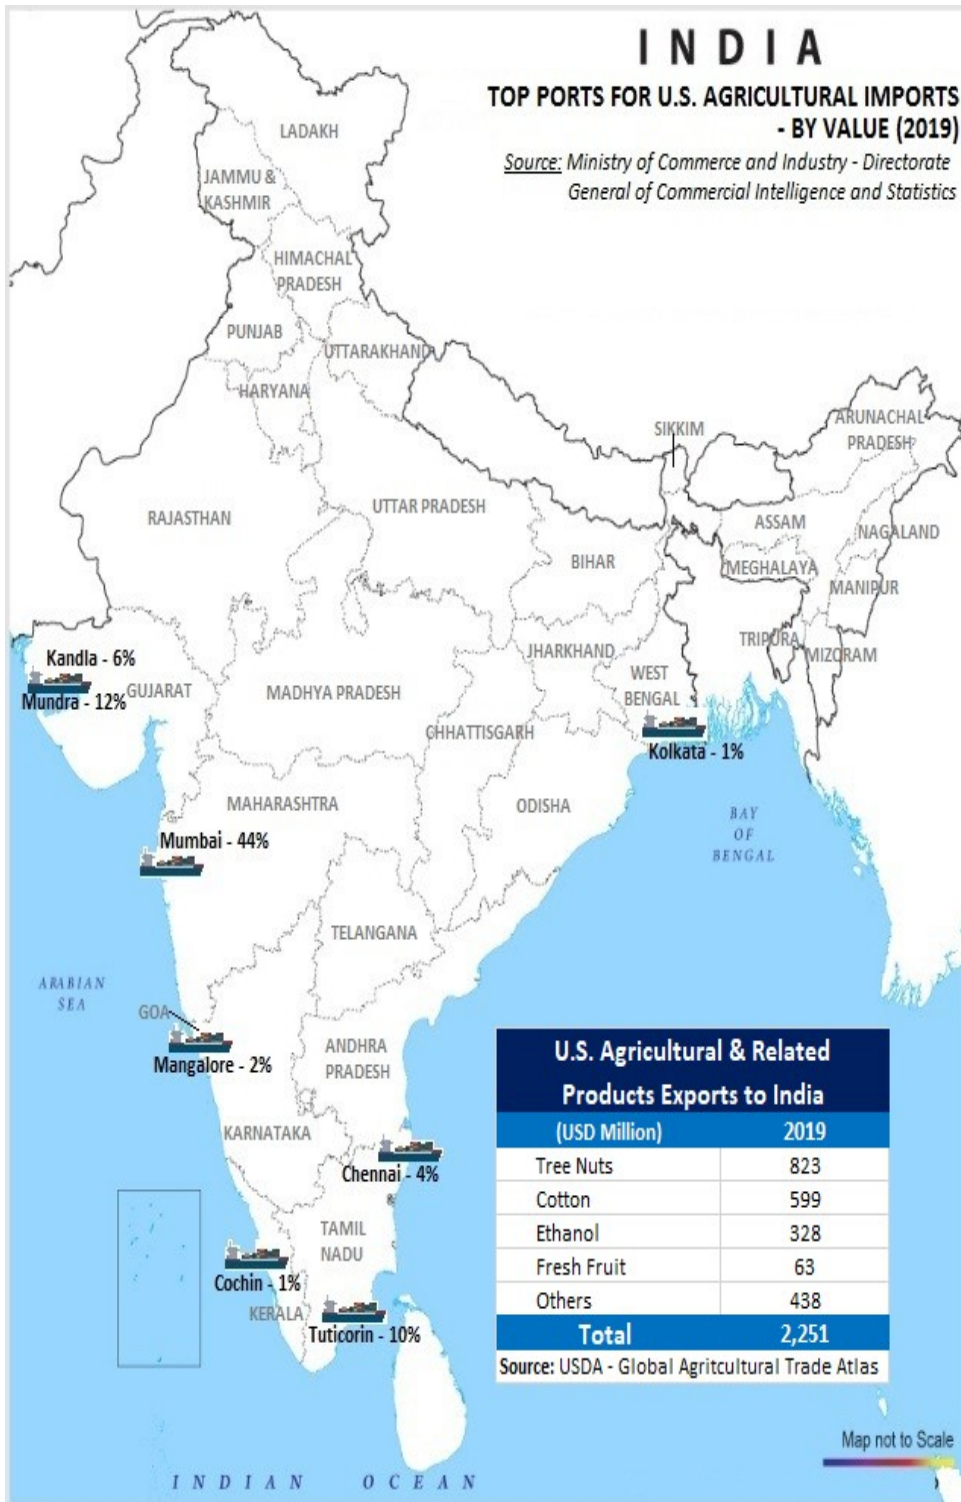 INDIA
TOP PORTS FOR U.S. AGRICULTURAL IMPORTS
- BY VALUE (2019)
Source: Ministry of Commerce and Industry - Directorate
General of Commercial Intelligence and Statistics
LADAKH
JAMMU &
KASHMIR
HIMACHAL
PRADESH
PUNJAB
UTTARAKHAND
HARYANA
SIKKIM
ARUNACHAL
PRADESH
RAJASTHAN
UTTAR PRADESH
ASSAM
NAGALAND
BIHAR
MEGHALAYA
MANIPUR
TRIPURA
MIZORAM
JHARKHAND
WEST
BENGAL
Kandla - 6%
Mundra - 12%
GUJARAT
MADHYA PRADESH
CHHATTISGARH
Kolkata - 1%
MAHARASHTRA
ODISHA
BAY
OF
BENGAL
Mumbai - 44%
TELANGANA
ARABIAN
SEA
GOA
Mangalore - 2%
ANDHRA
PRADESH
KARNATAKA
Chennai - 4%
TAMIL
NADU
Cochin - 1%
KERALA
Tuticorin - 10%
U.S. Agricultural & Related
Products Exports to India
(USD Million) 2019
Tree Nuts 823
Cotton 599
Ethanol 328
Fresh Fruit 63
Others 438
Total 2,251
Source: USDA - Global Agritcultural Trade Atlas
Map not to Scale
INDIAN OCEAN